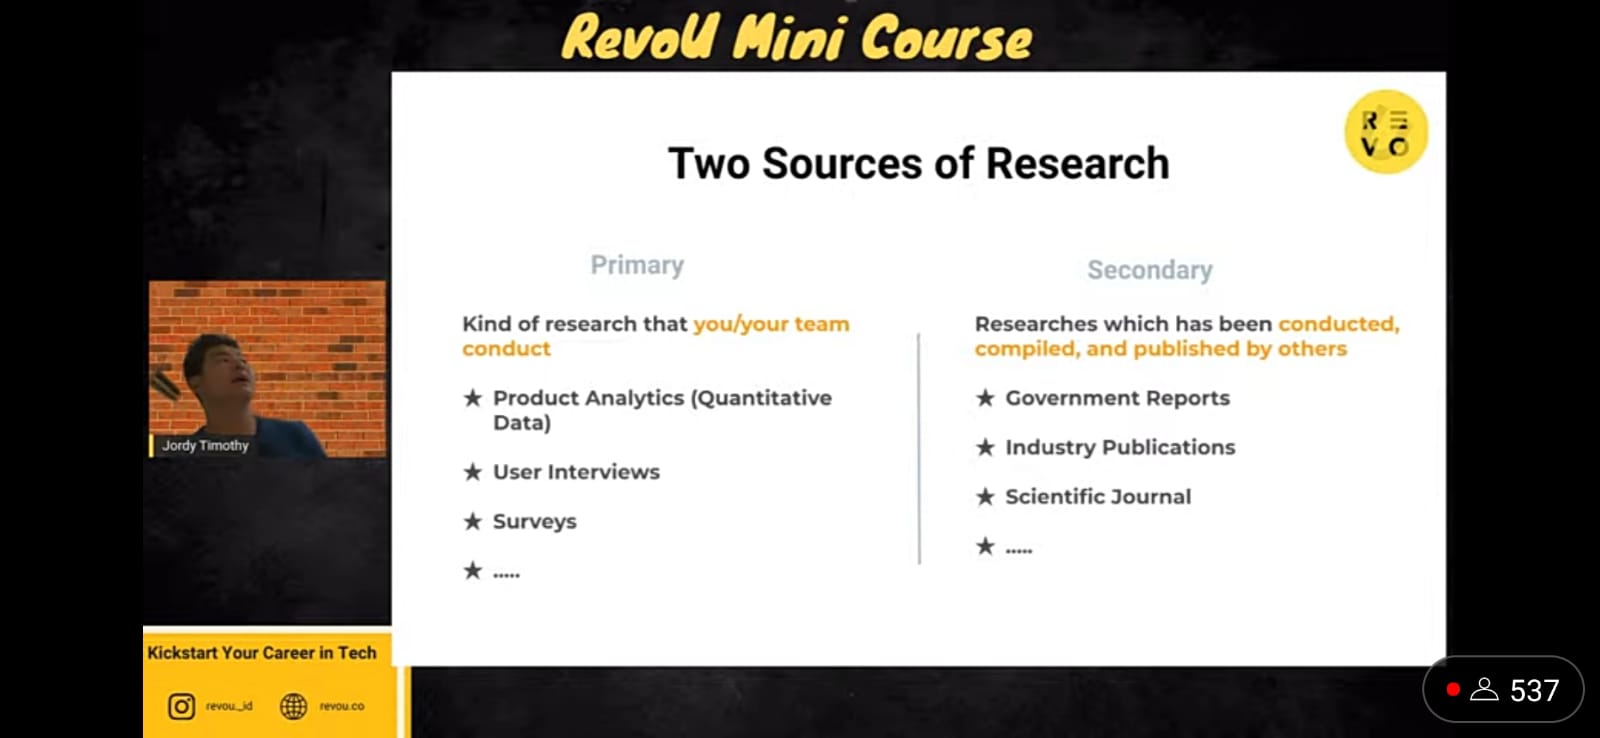 RevoU Mini Course
R E
V O
Two Sources of Research
Primary
Kind of research that you/your team
conduct
★ Product Analytics (Quantitative
Data)
★ User Interviews
★ Surveys
★ .....
Secondary
Researches which has been conducted,
compiled, and published by others
★ Government Reports
★ Industry Publications
★ Scientific Journal
★ .....
Jordy Timothy
Kickstart Your Career in Tech
revou_id
revou.co
537